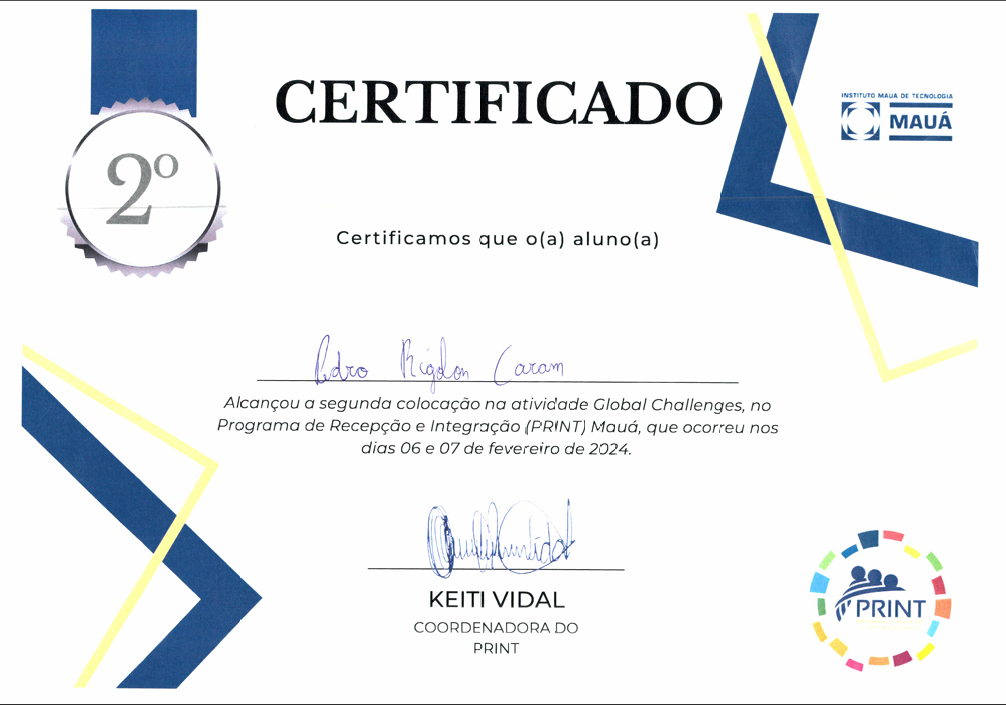 CERTIFICADO
INSTITUTO MAUÁ DE TECNOLOGIA
MAUÁ
2º
Certificamos que o(a) aluno(a)
Pedro Rigolon Caram
Alcançou a segunda colocação na atividade Global Challenges, no
Programa de Recepção e Integração (PRINT) Mauá, que ocorreu nos
dias 06 e 07 de fevereiro de 2024.
KEITI VIDAL
COORDENADORA DO
PRINT
PRINT